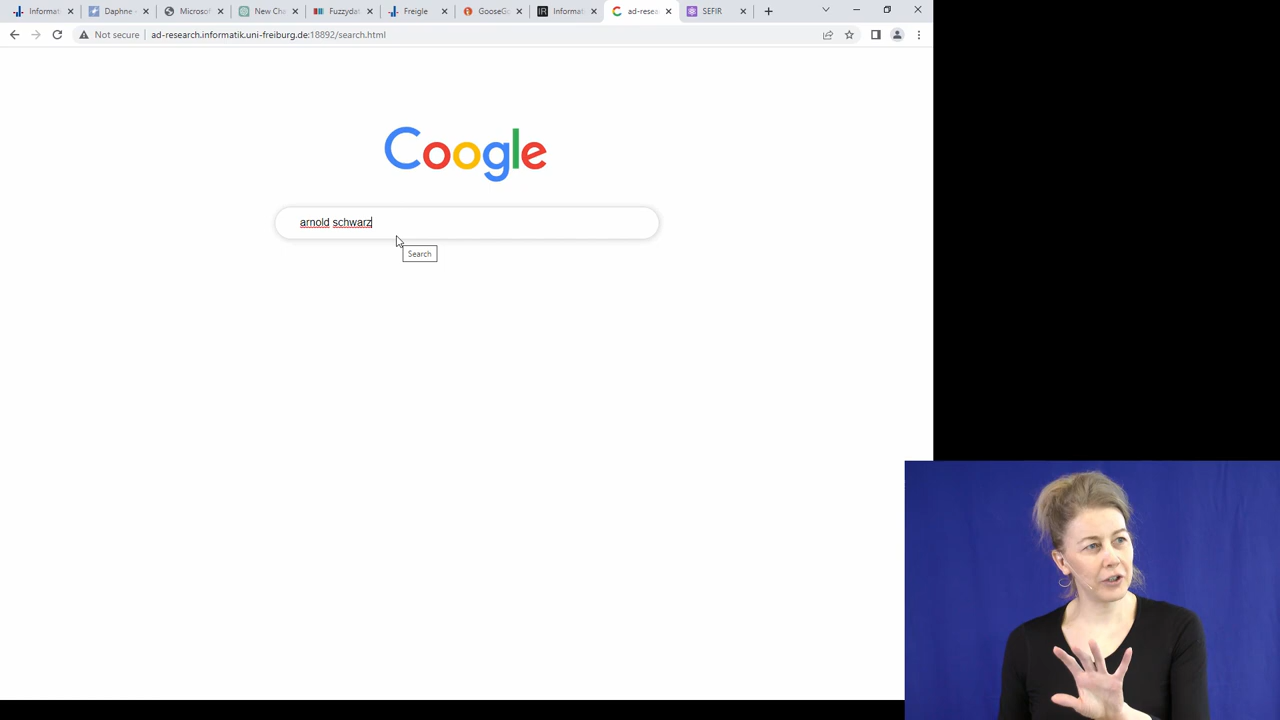 Informat
Daphne -
Microsof
New Cha
Fuzzydat
Freigle
GooseGo
Informat
ad-resea
SEFIR
Not secure
ad-research.informatik.uni-freiburg.de:18892/search.html
Coogle
arnold schwarz
Search